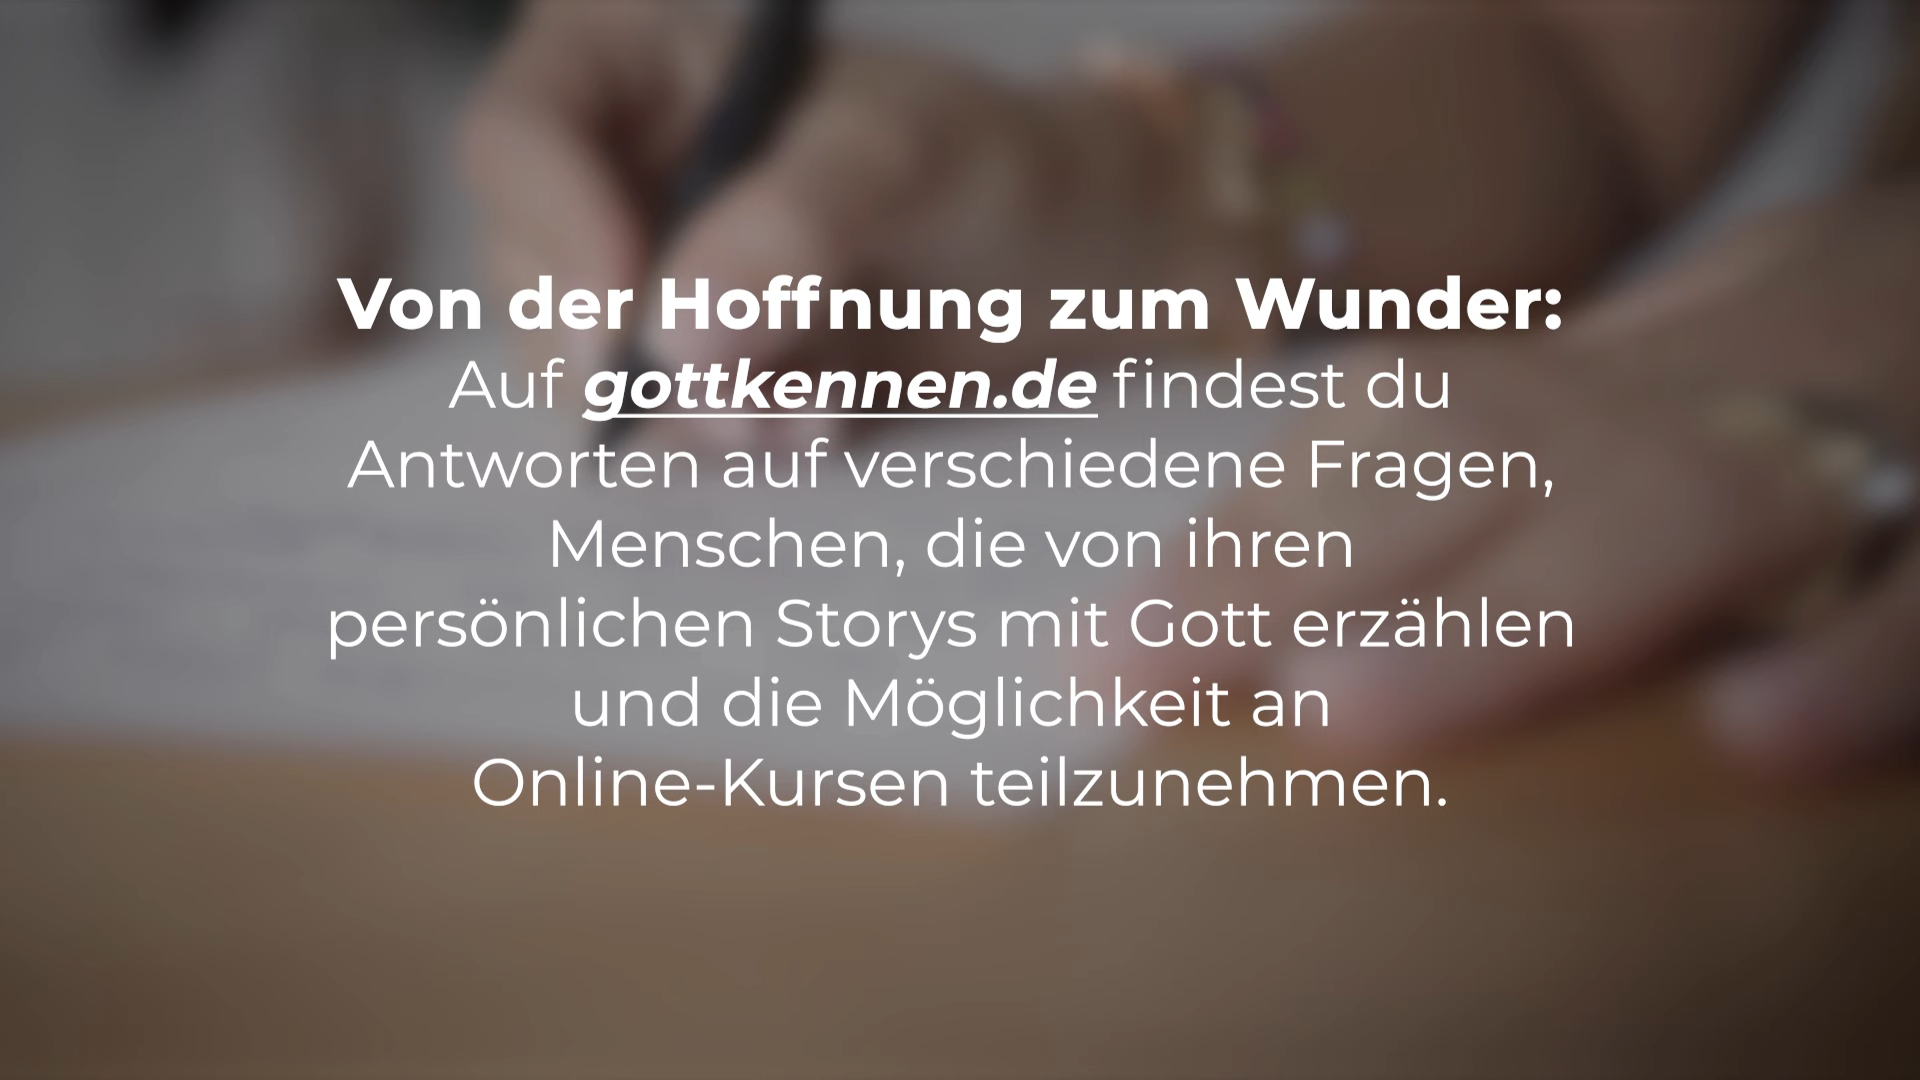 Von der Hoffnung zum Wunder:
Auf gottkennen.de findest du
Antworten auf verschiedene Fragen,
Menschen, die von ihren
persönlichen Storys mit Gott erzählen
und die Möglichkeit an
Online-Kursen teilzunehmen.